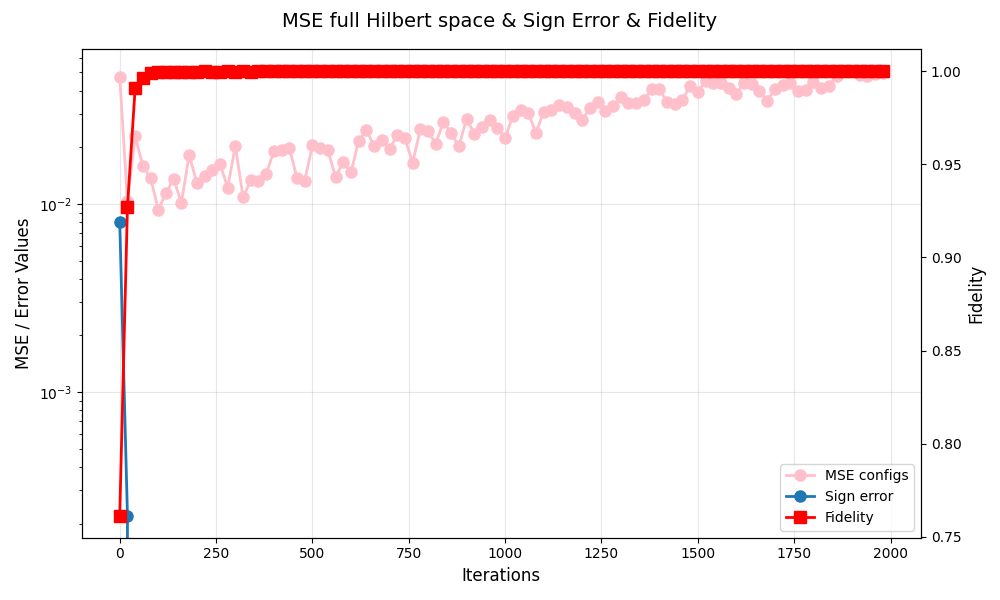 MSE full Hilbert space & Sign Error & Fidelity
MSE / Error Values
10⁻²
10⁻³
1.00
0.95
0.90
0.85
0.80
0.75
Fidelity
MSE configs
Sign error
Fidelity
0 250 500 750 1000 1250 1500 1750 2000
Iterations